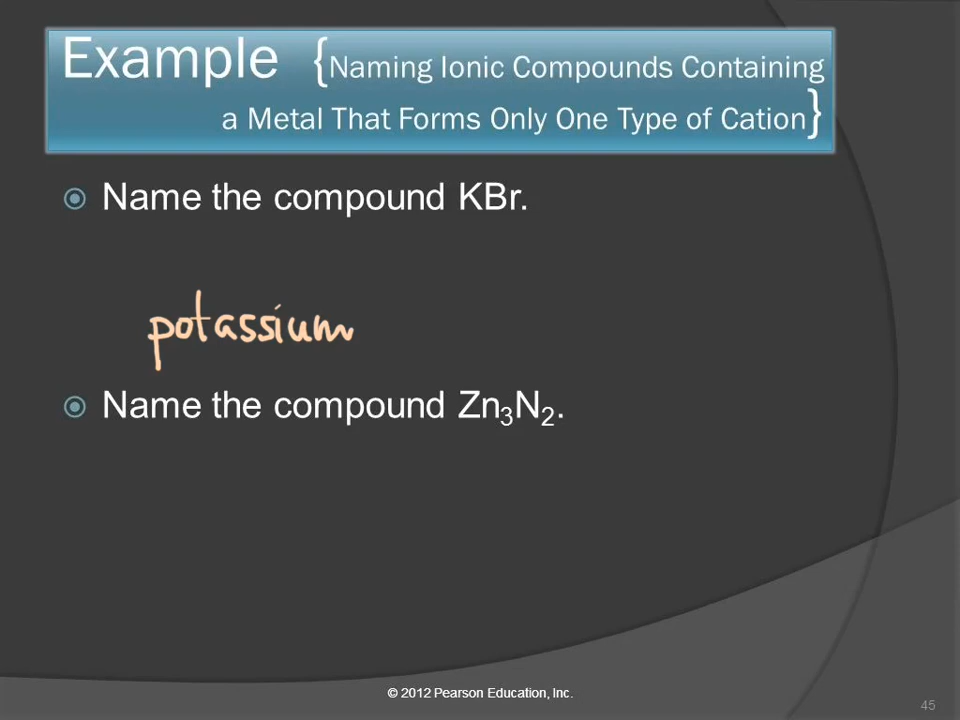 Example {Naming Ionic Compounds Containing
a Metal That Forms Only One Type of Cation}
Name the compound KBr.
potassium
Name the compound Zn₃N₂.
© 2012 Pearson Education, Inc.
45